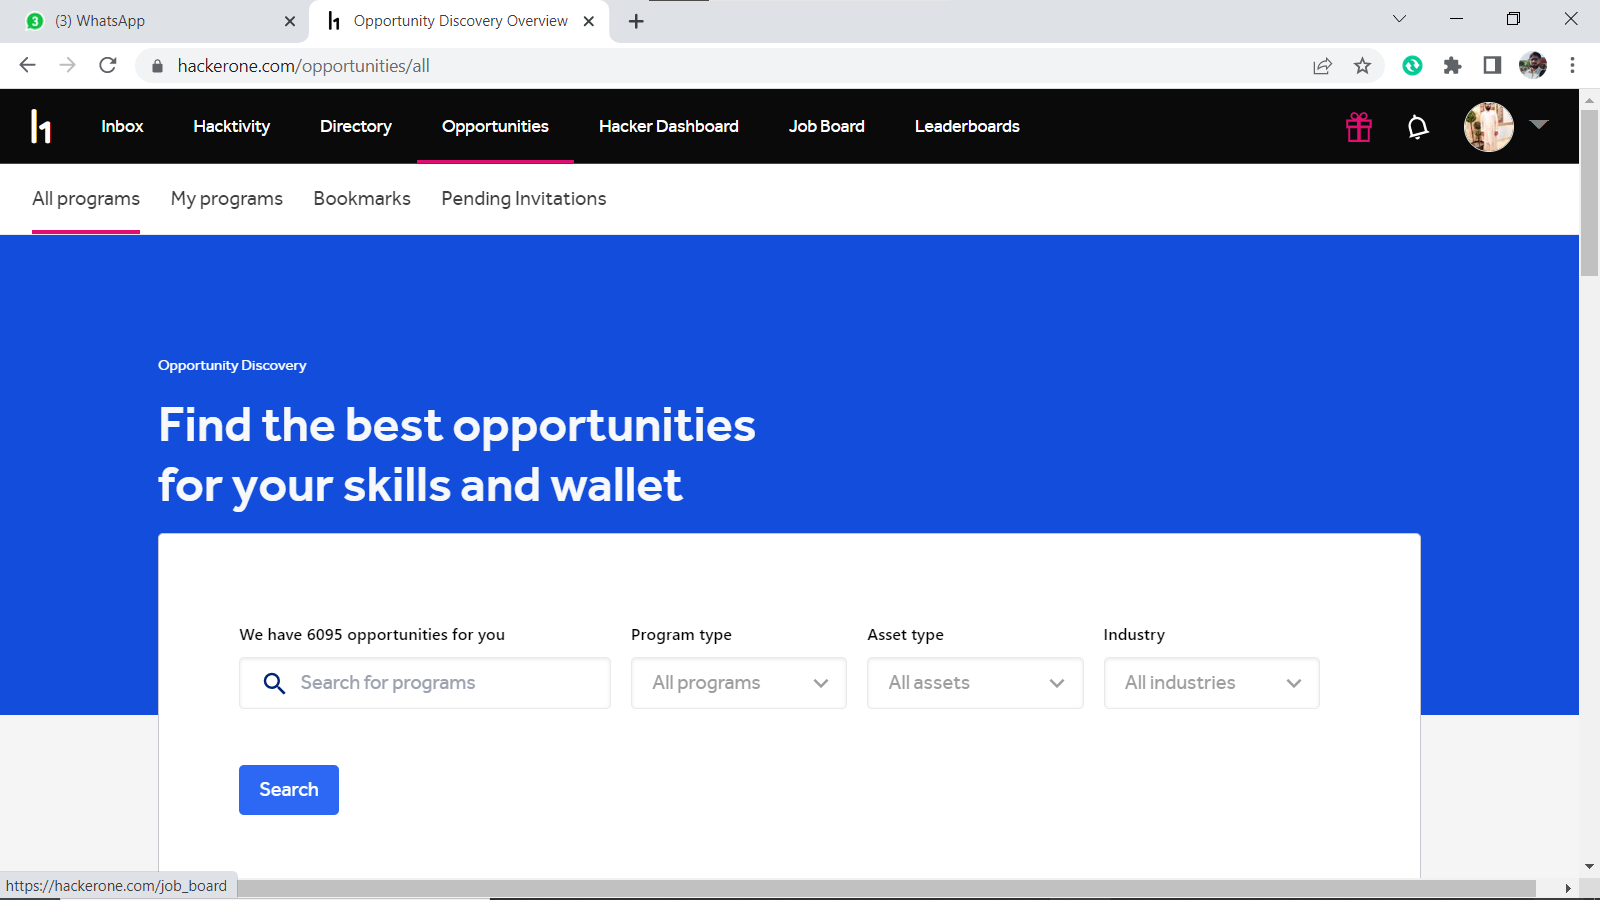 (3) WhatsApp
Opportunity Discovery Overview
hackerone.com/opportunities/all
Inbox Hacktivity Directory Opportunities Hacker Dashboard Job Board Leaderboards
All programs My programs Bookmarks Pending Invitations
Opportunity Discovery
Find the best opportunities
for your skills and wallet
We have 6095 opportunities for you Program type Asset type Industry
Search for programs All programs All assets All industries
Search
https://hackerone.com/job_board